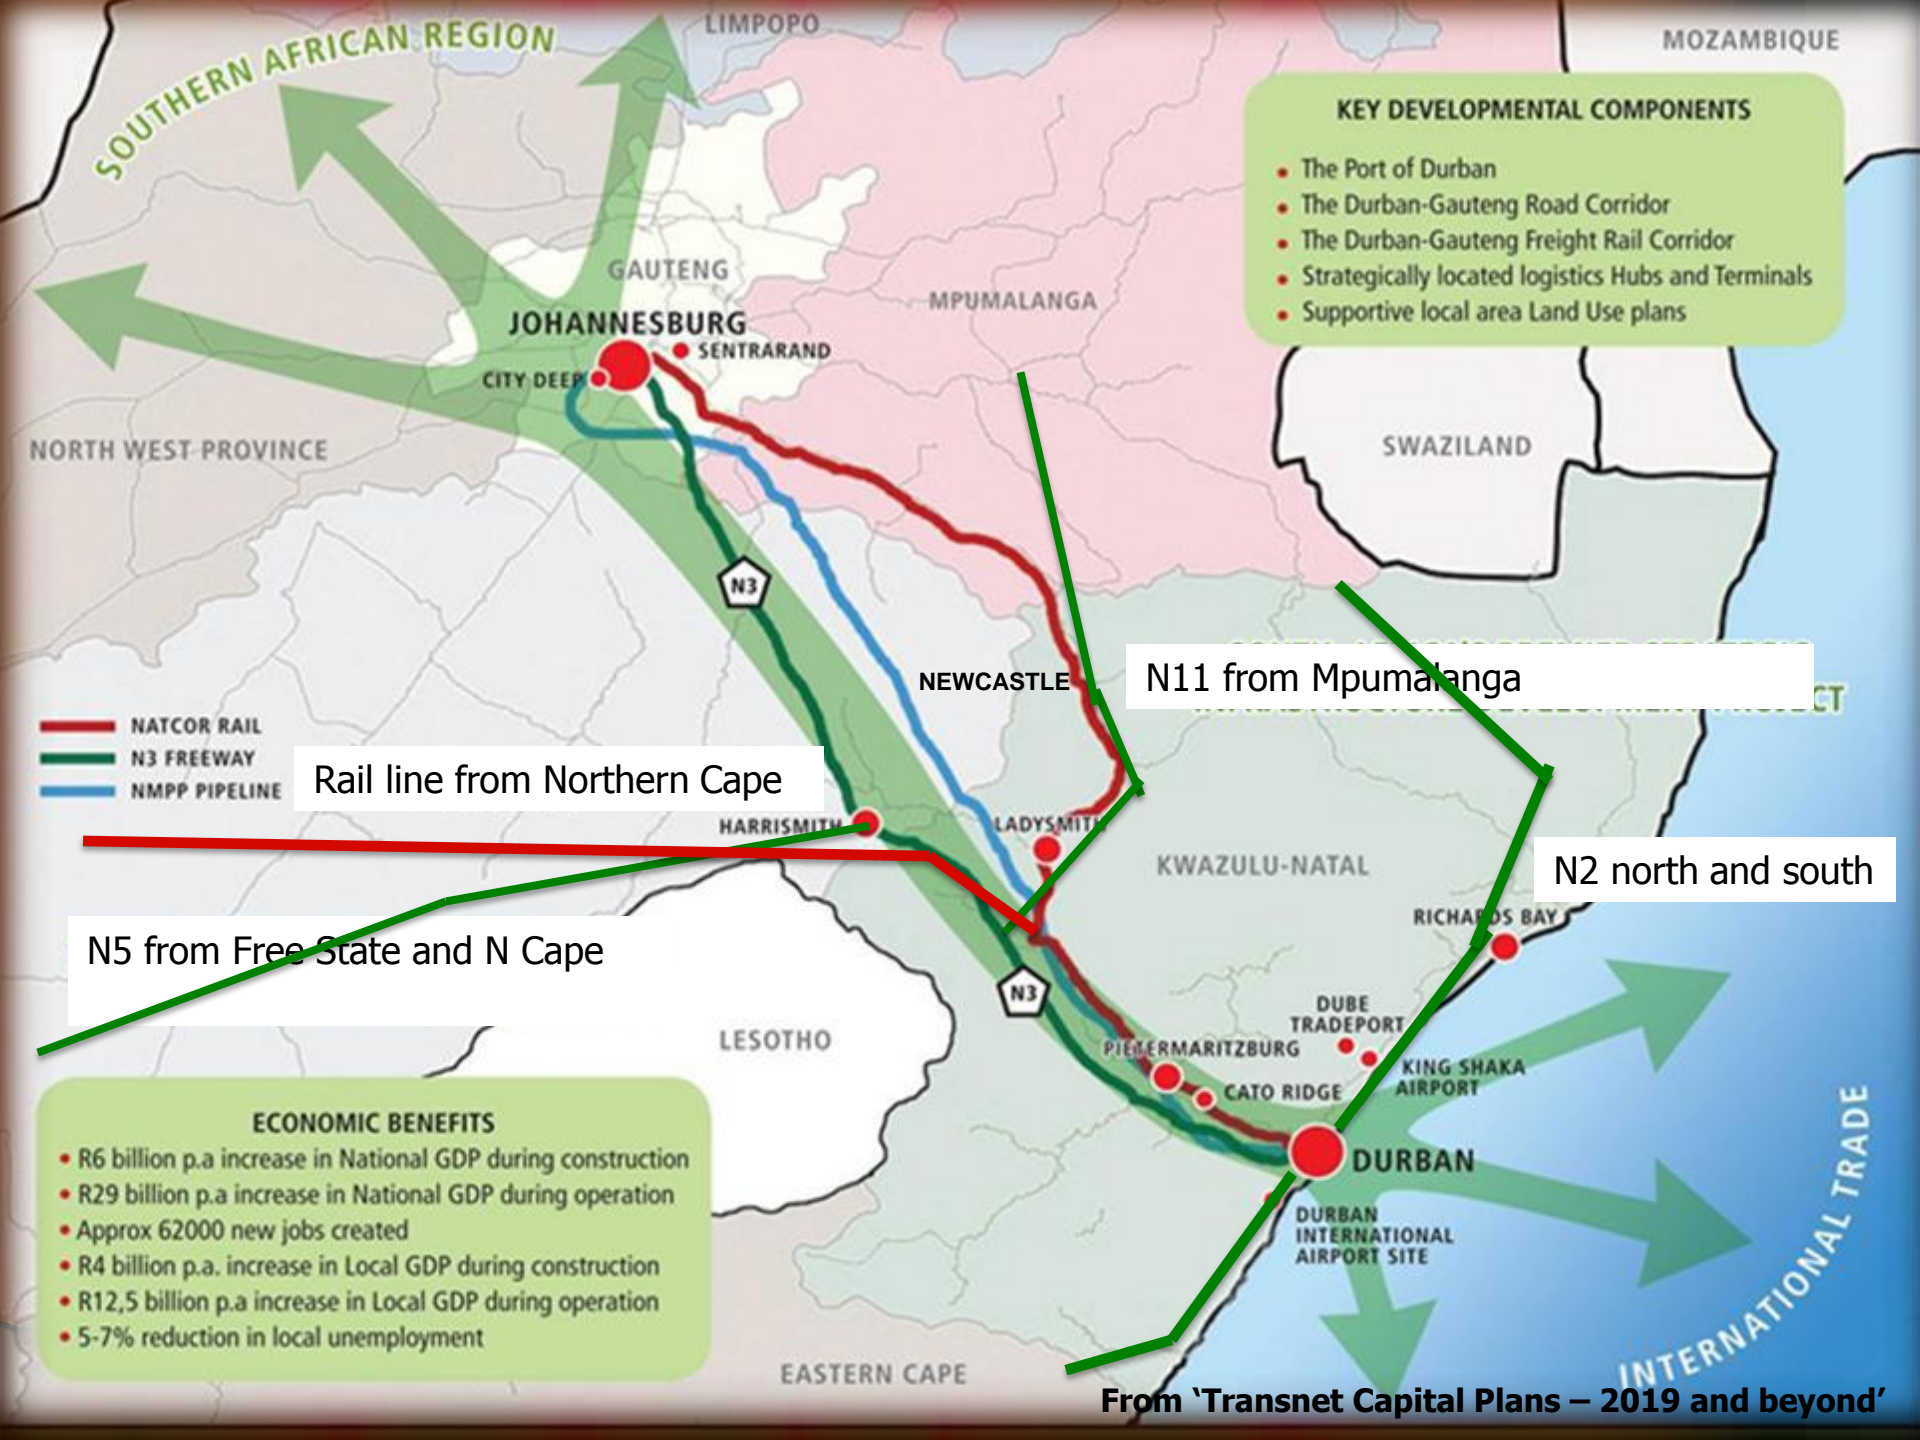 SOUTHERN AFRICAN REGION
LIMPOPO
MOZAMBIQUE
KEY DEVELOPMENTAL COMPONENTS
• The Port of Durban
• The Durban-Gauteng Road Corridor
• The Durban-Gauteng Freight Rail Corridor
• Strategically located logistics Hubs and Terminals
• Supportive local area Land Use plans
GAUTENG
MPUMALANGA
JOHANNESBURG
SENTRARAND
CITY DEEP
NORTH WEST PROVINCE
SWAZILAND
N3
NEWCASTLE
N11 from Mpumalanga
NATCOR RAIL
N3 FREEWAY
NMPP PIPELINE
Rail line from Northern Cape
HARRISMITH
LADYSMITH
KWAZULU-NATAL
N2 north and south
RICHARDS BAY
N5 from Free State and N Cape
N3
DUBE
TRADEPORT
LESOTHO
PIETERMARITZBURG
KING SHAKA
AIRPORT
CATO RIDGE
DURBAN
DURBAN
INTERNATIONAL
AIRPORT SITE
INTERNATIONAL TRADE
ECONOMIC BENEFITS
• R6 billion p.a increase in National GDP during construction
• R29 billion p.a increase in National GDP during operation
• Approx 62000 new jobs created
• R4 billion p.a. increase in Local GDP during construction
• R12,5 billion p.a increase in Local GDP during operation
• 5-7% reduction in local unemployment
EASTERN CAPE
From ‘Transnet Capital Plans – 2019 and beyond’